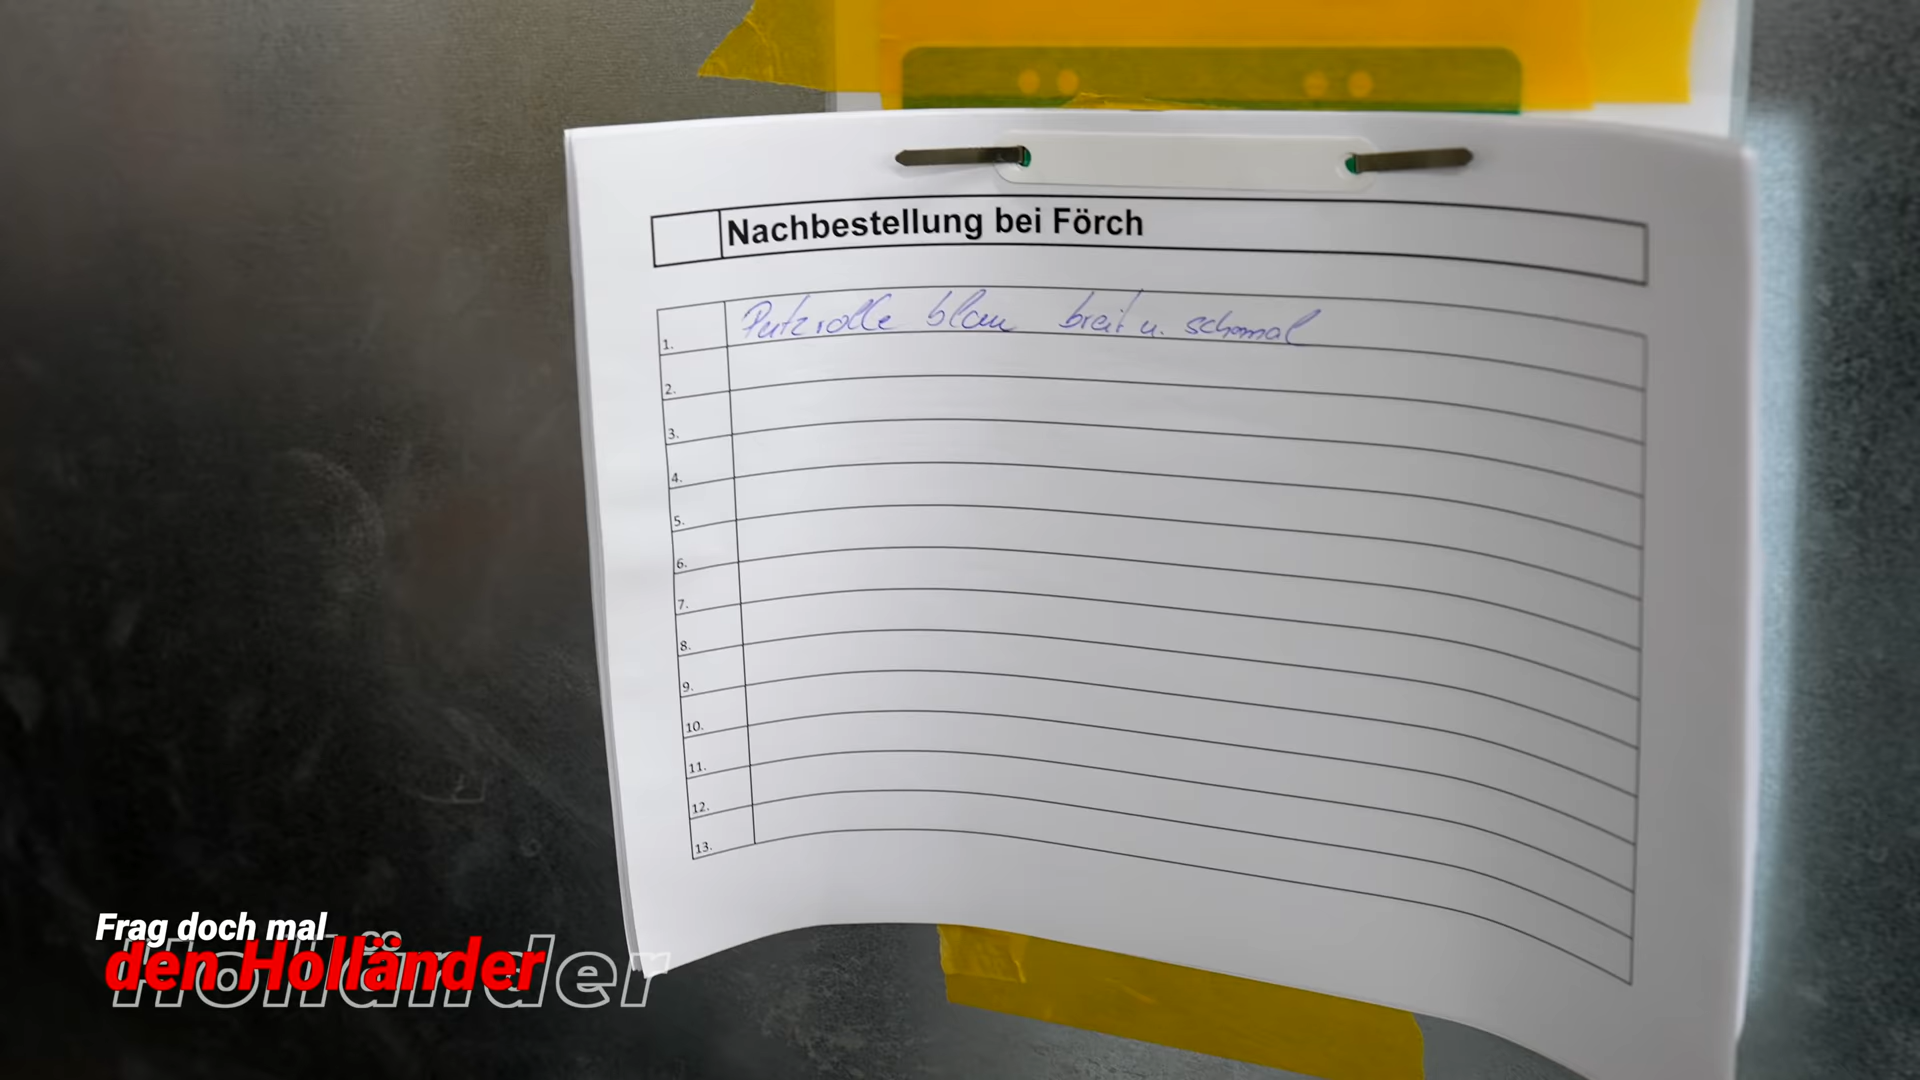 Nachbestellung bei Förch
1. Putzrolle blau breit u. schmal
2.
3.
4.
5.
6.
7.
8.
9.
10.
11.
12.
13.
Frag doch mal
den Holländer
Holländer